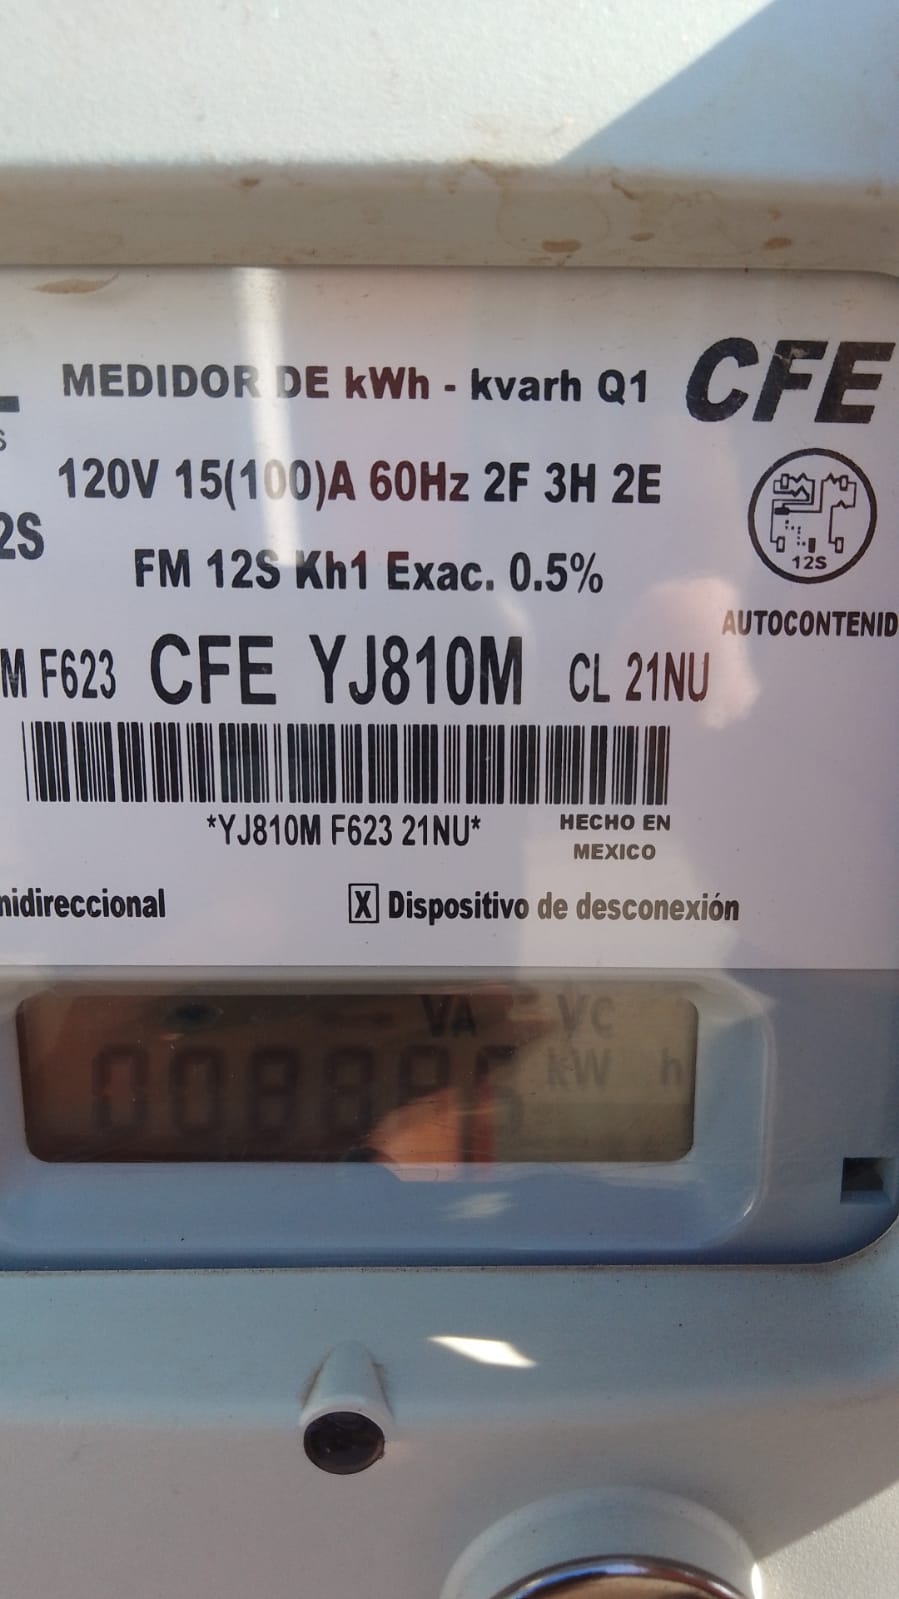 MEDIDOR DE kWh - kvarh Q1
CFE
120V 15(100)A 60Hz 2F 3H 2E
2S
FM 12S Kh1 Exac. 0.5%
12S
AUTOCONTENID
M F623 CFE YJ810M CL 21NU
*YJ810M F623 21NU*
HECHO EN
MEXICO
nidireccional
X Dispositivo de desconexión
VA VC
kW h